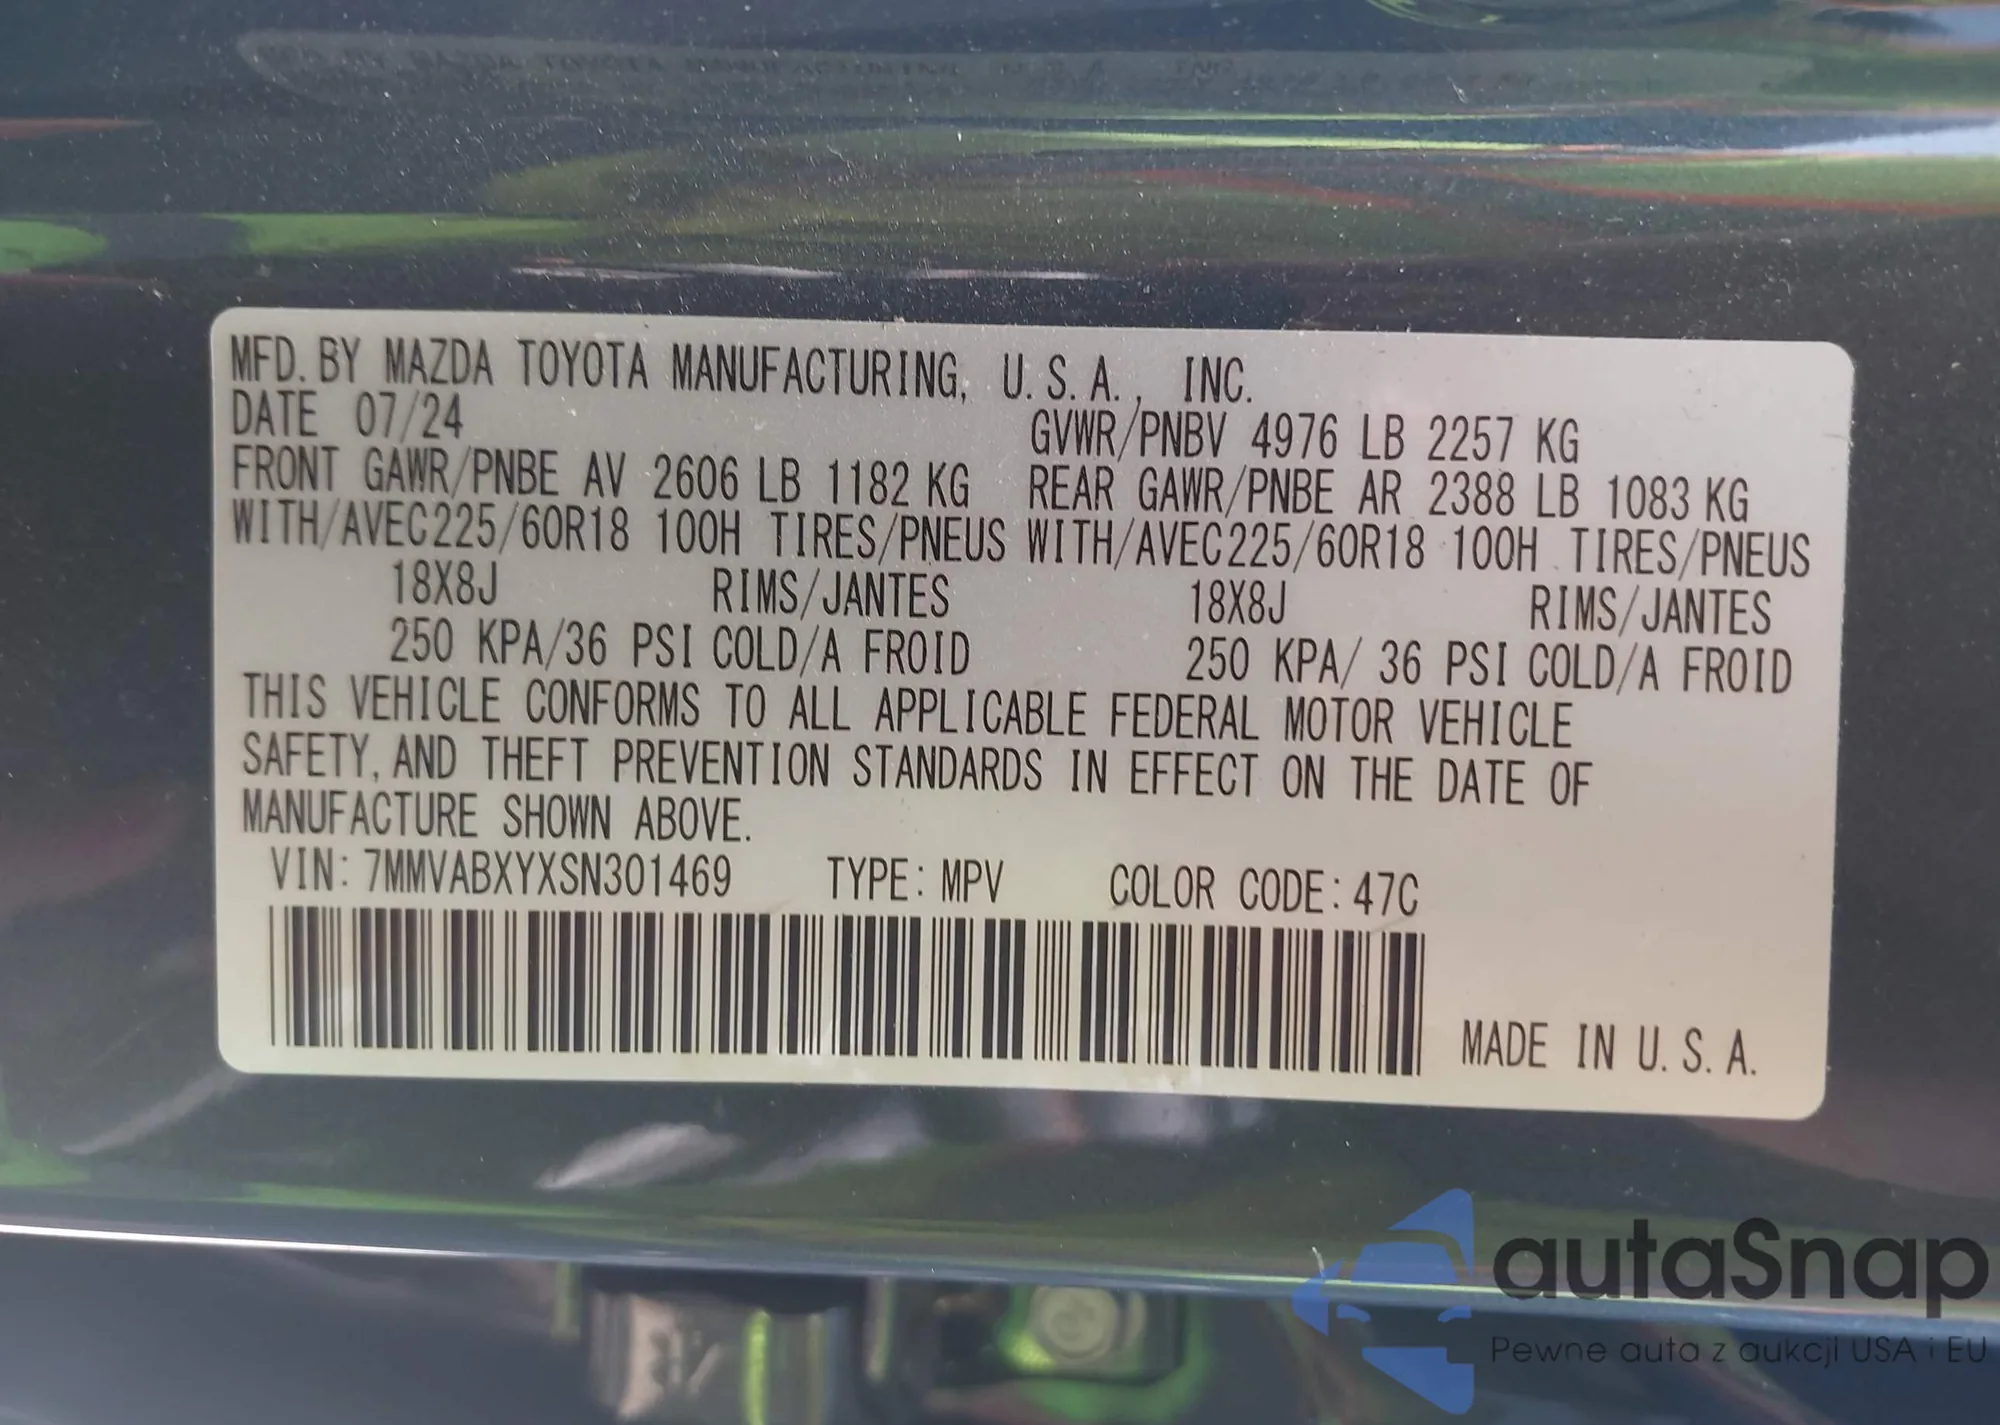 MFD. BY MAZDA TOYOTA MANUFACTURING, U.S.A., INC.
DATE 07/24 GVWR/PNBV 4976 LB 2257 KG
FRONT GAWR/PNBE AV 2606 LB 1182 KG REAR GAWR/PNBE AR 2388 LB 1083 KG
WITH/AVEC225/60R18 100H TIRES/PNEUS WITH/AVEC225/60R18 100H TIRES/PNEUS
18X8J RIMS/JANTES 18X8J RIMS/JANTES
250 KPA/36 PSI COLD/A FROID 250 KPA/ 36 PSI COLD/A FROID
THIS VEHICLE CONFORMS TO ALL APPLICABLE FEDERAL MOTOR VEHICLE
SAFETY, AND THEFT PREVENTION STANDARDS IN EFFECT ON THE DATE OF
MANUFACTURE SHOWN ABOVE.
VIN: 7MMVABXYXSN301469 TYPE: MPV COLOR CODE: 47C
MADE IN U.S.A.
autaSnap
Pewne auta z aukcji USA i EU